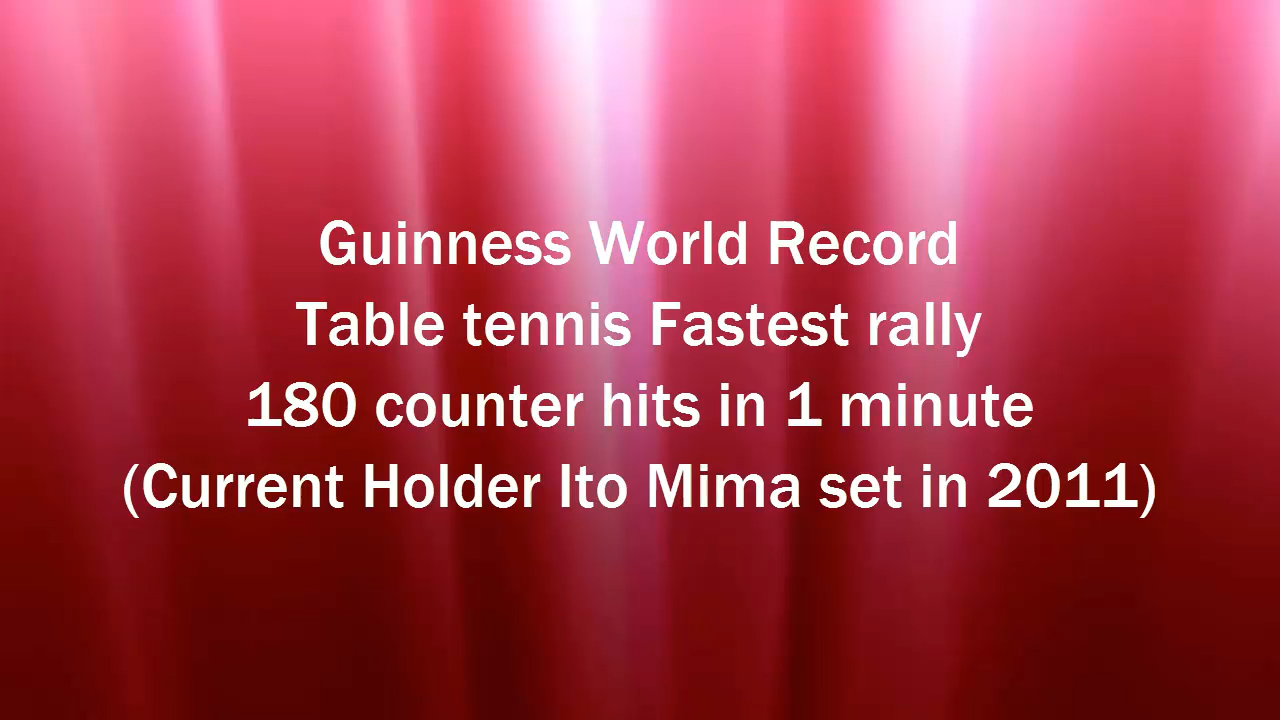 Guinness World Record
Table tennis Fastest rally
180 counter hits in 1 minute
(Current Holder Ito Mima set in 2011)